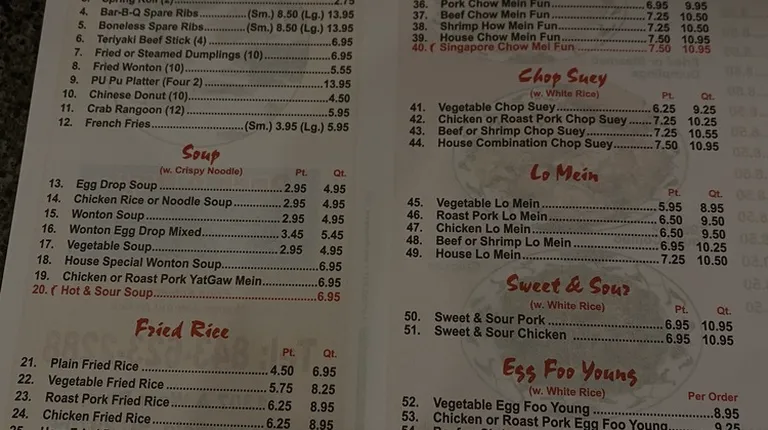 2.75
4. Bar-B-Q Spare Ribs (Sm.) 8.50 (Lg.) 13.95
5. Boneless Spare Ribs (Sm.) 8.50 (Lg.) 13.95
6. Teriyaki Beef Stick (4) 6.95
7. Fried or Steamed Dumplings (10) 6.95
8. Fried Wonton (10) 5.55
9. PU Pu Platter (Four 2) 13.95
10. Chinese Donut (10) 4.50
11. Crab Rangoon (12) 5.95
12. French Fries (Sm.) 3.95 (Lg.) 5.95
Soup
(w. Crispy Noodle) Pt. Qt.
13. Egg Drop Soup 2.95 4.95
14. Chicken Rice or Noodle Soup 2.95 4.95
15. Wonton Soup 2.95 4.95
16. Wonton Egg Drop Mixed 3.45 5.45
17. Vegetable Soup 2.95 4.95
18. House Special Wonton Soup 6.95
19. Chicken or Roast Pork YatGaw Mein 6.95
20. Hot & Sour Soup 6.95
Fried Rice
Pt. Qt.
21. Plain Fried Rice 4.50 6.95
22. Vegetable Fried Rice 5.75 8.25
23. Roast Pork Fried Rice 6.25 8.95
24. Chicken Fried Rice 6.25 8.95
36. Pork Chow Mein Fun 6.95 9.95
37. Beef Chow Mein Fun 7.25 10.50
38. Shrimp How Mein Fun 7.25 10.50
39. House Chow Mein Fun 7.50 10.95
40. Singapore Chow Mei Fun 7.50 10.95
Chop Suey
(w. White Rice) Pt. Qt.
41. Vegetable Chop Suey 6.25 9.25
42. Chicken or Roast Pork Chop Suey 7.25 10.25
43. Beef or Shrimp Chow Suey 7.25 10.55
44. House Combination Chop Suey 7.50 10.95
Lo Mein
Pt. Qt.
45. Vegetable Lo Mein 5.95 8.95
46. Roast Pork Lo Mein 6.50 9.50
47. Chicken Lo Mein 6.50 9.50
48. Beef or Shrimp Lo Mein 6.95 10.25
49. House Lo Mein 7.25 10.50
Sweet & Sour
(w. White Rice) Pt. Qt.
50. Sweet & Sour Pork 6.95 10.95
51. Sweet & Sour Chicken 6.95 10.95
Egg Foo Young
(w. White Rice) Per Order
52. Vegetable Egg Foo Young 8.95
53. Chicken or Roast Pork Egg Foo Young 9.25